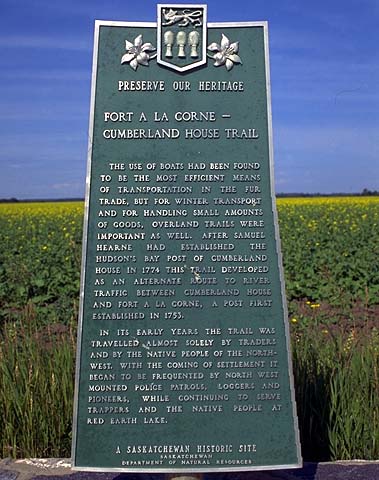 PRESERVE OUR HERITAGE
FORT A LA CORNE –
CUMBERLAND HOUSE TRAIL
THE USE OF BOATS HAD BEEN FOUND
TO BE THE MOST EFFICIENT MEANS
OF TRANSPORTATION IN THE FUR
TRADE, BUT FOR WINTER TRANSPORT
AND FOR HANDLING SMALL AMOUNTS
OF GOODS, OVERLAND TRAILS WERE
IMPORTANT AS WELL. AFTER SAMUEL
HEARNE HAD ESTABLISHED THE
HUDSON'S BAY POST OF CUMBERLAND
HOUSE IN 1774 THIS TRAIL DEVELOPED
AS AN ALTERNATE ROUTE TO RIVER
TRAFFIC BETWEEN CUMBERLAND HOUSE
AND FORT A LA CORNE, A POST FIRST
ESTABLISHED IN 1753.
IN ITS EARLY YEARS THE TRAIL WAS
TRAVELLED ALMOST SOLELY BY TRADERS
AND BY THE NATIVE PEOPLE OF THE NORTH-
WEST. WITH THE COMING OF SETTLEMENT IT
BEGAN TO BE FREQUENTED BY NORTH WEST
MOUNTED POLICE PATROLS, LOGGERS AND
PIONEERS, WHILE CONTINUING TO SERVE
TRAPPERS AND THE NATIVE PEOPLE AT
RED EARTH LAKE.
A SASKATCHEWAN HISTORIC SITE
SASKATCHEWAN
DEPARTMENT OF NATURAL RESOURCES